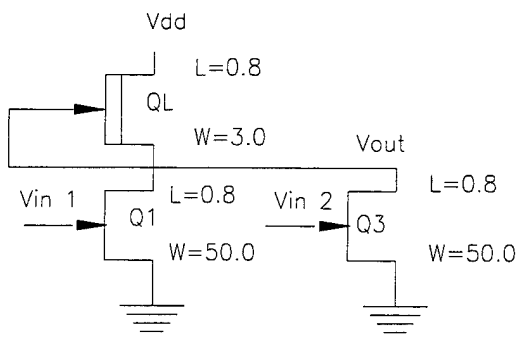 Vdd
L=0.8
QL
W=3.0
Vout
Vin 1
L=0.8
Q1
W=50.0
Vin 2
L=0.8
Q3
W=50.0